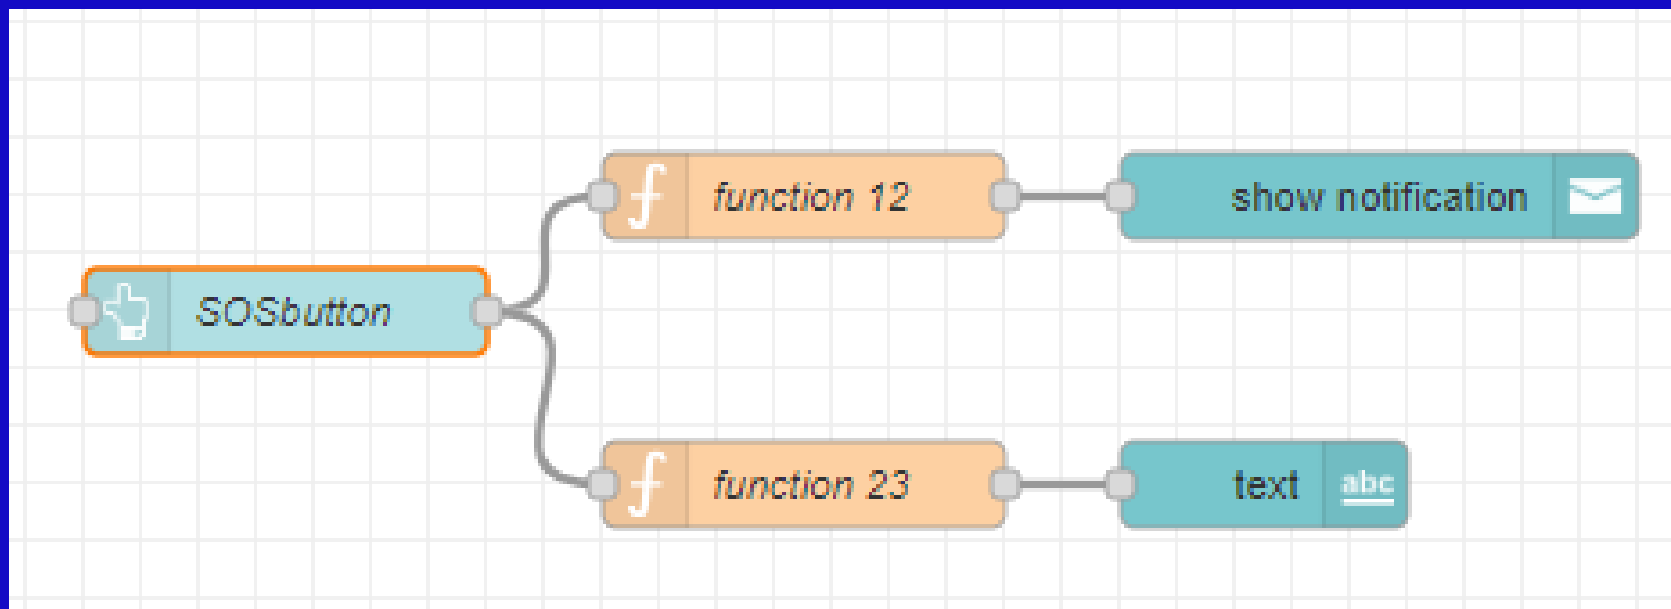 function 12
show notification
SOSbutton
function 23
text
abc